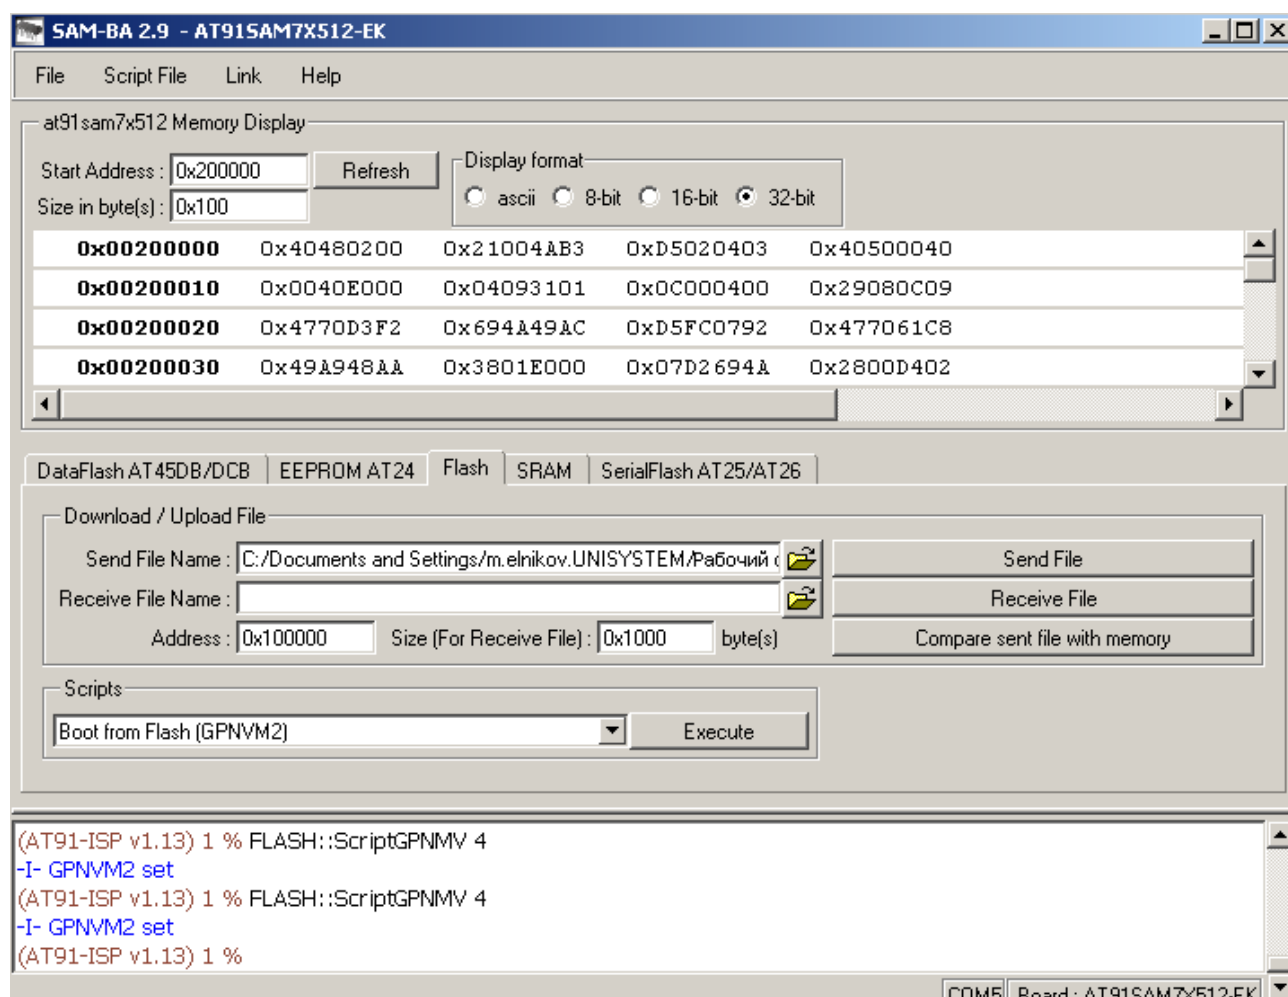 SAM-BA 2.9 - AT91SAM7X512-EK
File Script File Link Help
at91sam7x512 Memory Display
Start Address : 0x200000 Refresh
Size in byte(s) : 0x100
Display format
ascii 8-bit 16-bit 32-bit
0x00200000 0x40480200 0x21004AB3 0xD5020403 0x40500040
0x00200010 0x0040E000 0x04093101 0x0C000400 0x29080C09
0x00200020 0x4770D3F2 0x694A49AC 0xD5FC0792 0x477061C8
0x00200030 0x49A948AA 0x3801E000 0x07D2694A 0x2800D402
DataFlash AT45DB/DCB EEPROM AT24 Flash SRAM SerialFlash AT25/AT26
Download / Upload File
Send File Name : C:/Documents and Settings/m.elnikov.UNISYSTEM/Рабочий Send File
Receive File Name : Receive File
Address : 0x100000 Size (For Receive File) : 0x1000 byte(s) Compare sent file with memory
Scripts
Boot from Flash (GPNVM2) Execute
(AT91-ISP v1.13) 1 % FLASH::ScriptGPNMV 4
-I- GPNVM2 set
(AT91-ISP v1.13) 1 % FLASH::ScriptGPNMV 4
-I- GPNVM2 set
(AT91-ISP v1.13) 1 %
COM5 Board : AT91SAM7X512-EK